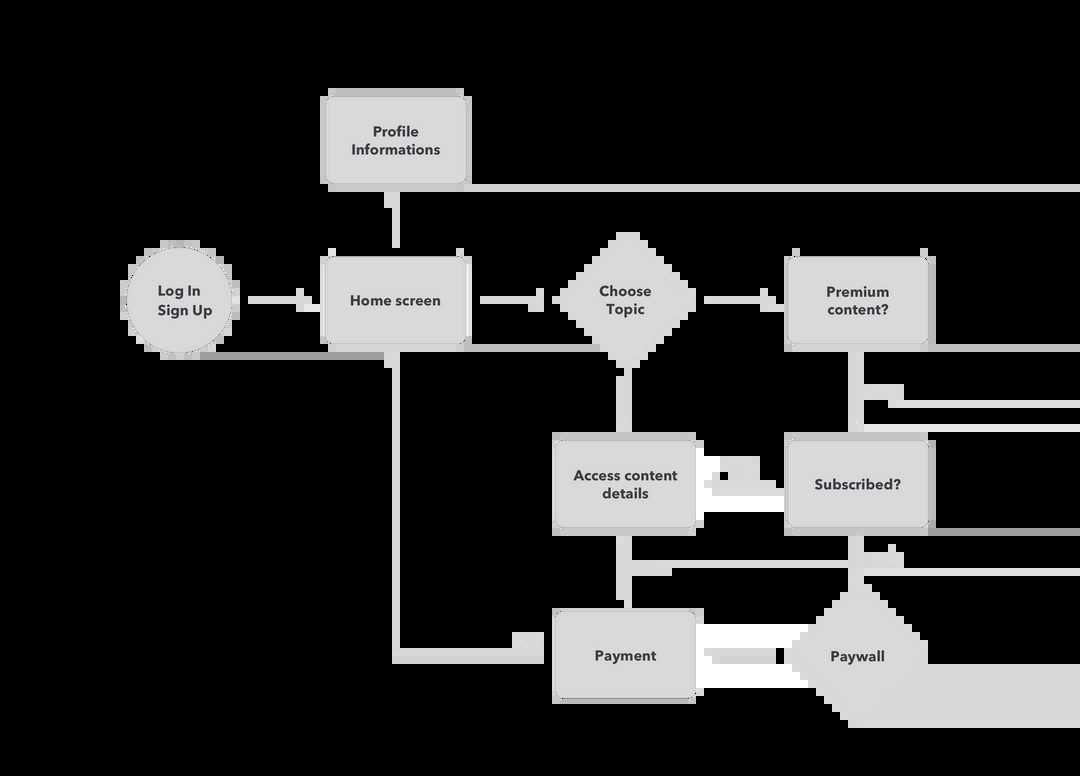 Profile
Informations
Log In
Sign Up
Home screen
Choose
Topic
Premium
content?
Access content
details
Subscribed?
Payment
Paywall